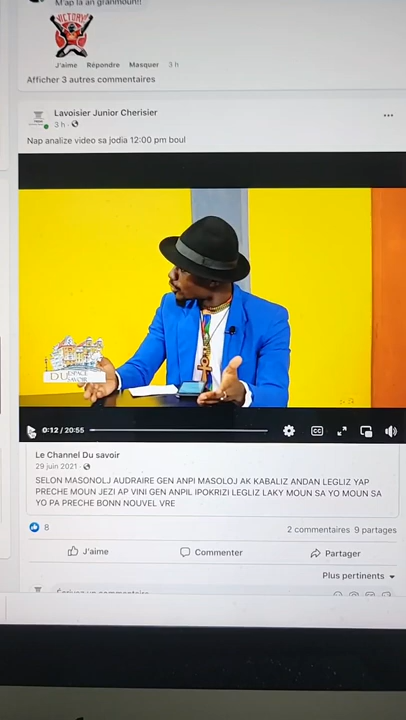 M'ap la an granmoun!!
VICTORY
J'aime Répondre Masquer 3 h
Afficher 3 autres commentaires
Lavoisier Junior Cherisier
3 h
Nap analize video sa jodia 12:00 pm boul
DU SAVOIR
0:12 / 20:55
CC
Le Channel Du savoir
29 juin 2021
SELON MASONOLJ AUDRAIRE GEN ANPI MASOLOJ AK KABALIZ ANDAN LEGLIZ YAP
PRECHE MOUN JEZI AP VINI GEN ANPIL IPOKRIZI LEGLIZ LAKY MOUN SA YO MOUN SA
YO PA PRECHE BONN NOUVEL VRE
8
2 commentaires 9 partages
J'aime
Commenter
Partager
Plus pertinents